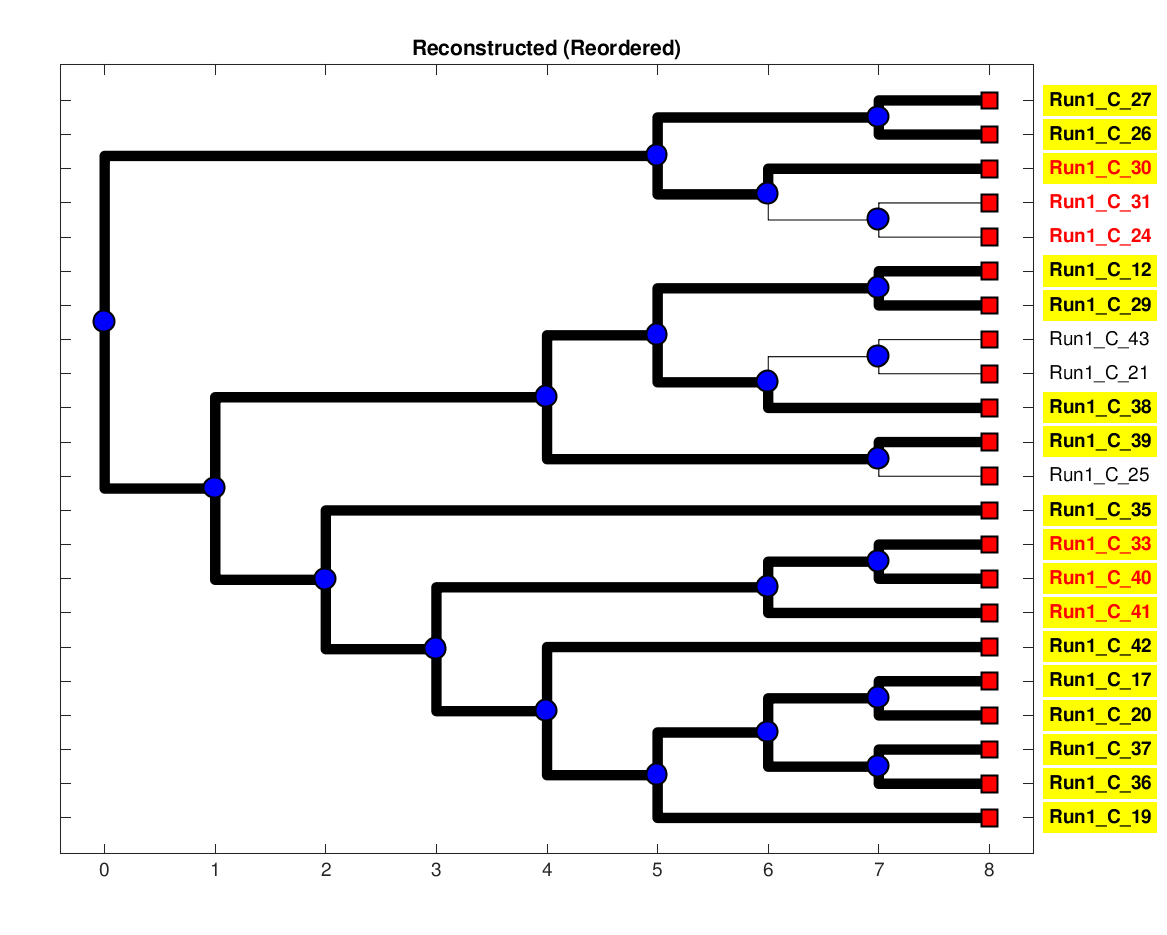 Reconstructed (Reordered)
Run1_C_27
Run1_C_26
Run1_C_30
Run1_C_31
Run1_C_24
Run1_C_12
Run1_C_29
Run1_C_43
Run1_C_21
Run1_C_38
Run1_C_39
Run1_C_25
Run1_C_35
Run1_C_33
Run1_C_40
Run1_C_41
Run1_C_42
Run1_C_17
Run1_C_20
Run1_C_37
Run1_C_36
Run1_C_19
0 1 2 3 4 5 6 7 8